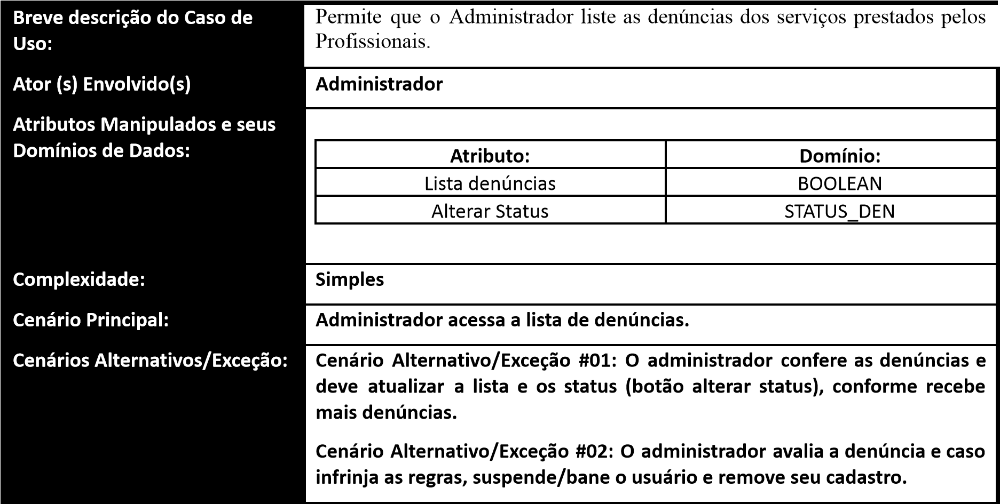 Breve descrição do Caso de
Uso:
Permite que o Administrador liste as denúncias dos serviços prestados pelos
Profissionais.
Ator (s) Envolvido(s)
Administrador
Atributos Manipulados e seus
Domínios de Dados:
Atributo: Domínio:
Lista denúncias BOOLEAN
Alterar Status STATUS_DEN
Complexidade:
Simples
Cenário Principal:
Administrador acessa a lista de denúncias.
Cenários Alternativos/Exceção:
Cenário Alternativo/Exceção #01: O administrador confere as denúncias e
deve atualizar a lista e os status (botão alterar status), conforme recebe
mais denúncias.
Cenário Alternativo/Exceção #02: O administrador avalia a denúncia e caso
infrinja as regras, suspende/bane o usuário e remove seu cadastro.